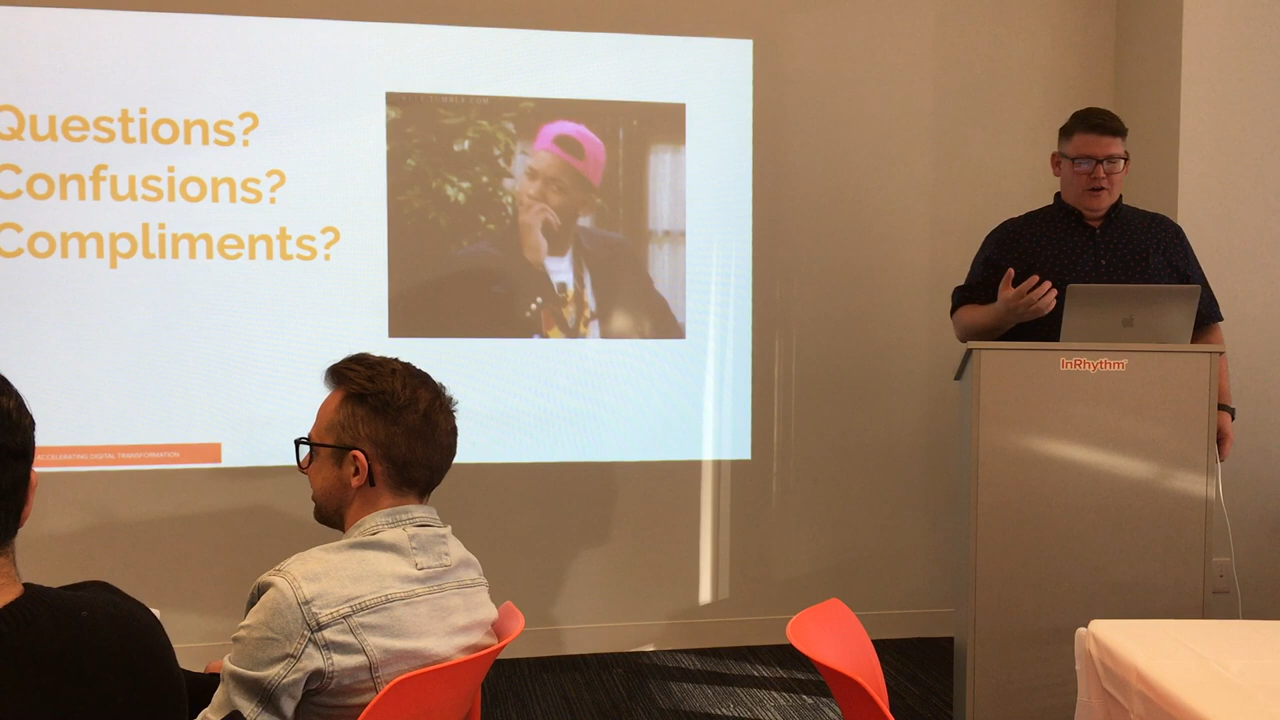 Questions?
Confusions?
Compliments?
ACCELERATING DIGITAL TRANSFORMATION
InRhythm